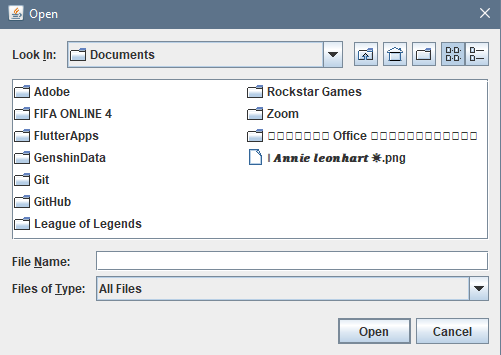 Open
Look In: Documents
Adobe
FIFA ONLINE 4
FlutterApps
GenshinData
Git
GitHub
League of Legends
Rockstar Games
Zoom
Office
| 𝑨𝒏𝒏𝒊𝒆 𝒍𝒆𝒐𝒏𝒉𝒂𝒓𝒕 ☀.png
File Name:
Files of Type: All Files
Open Cancel